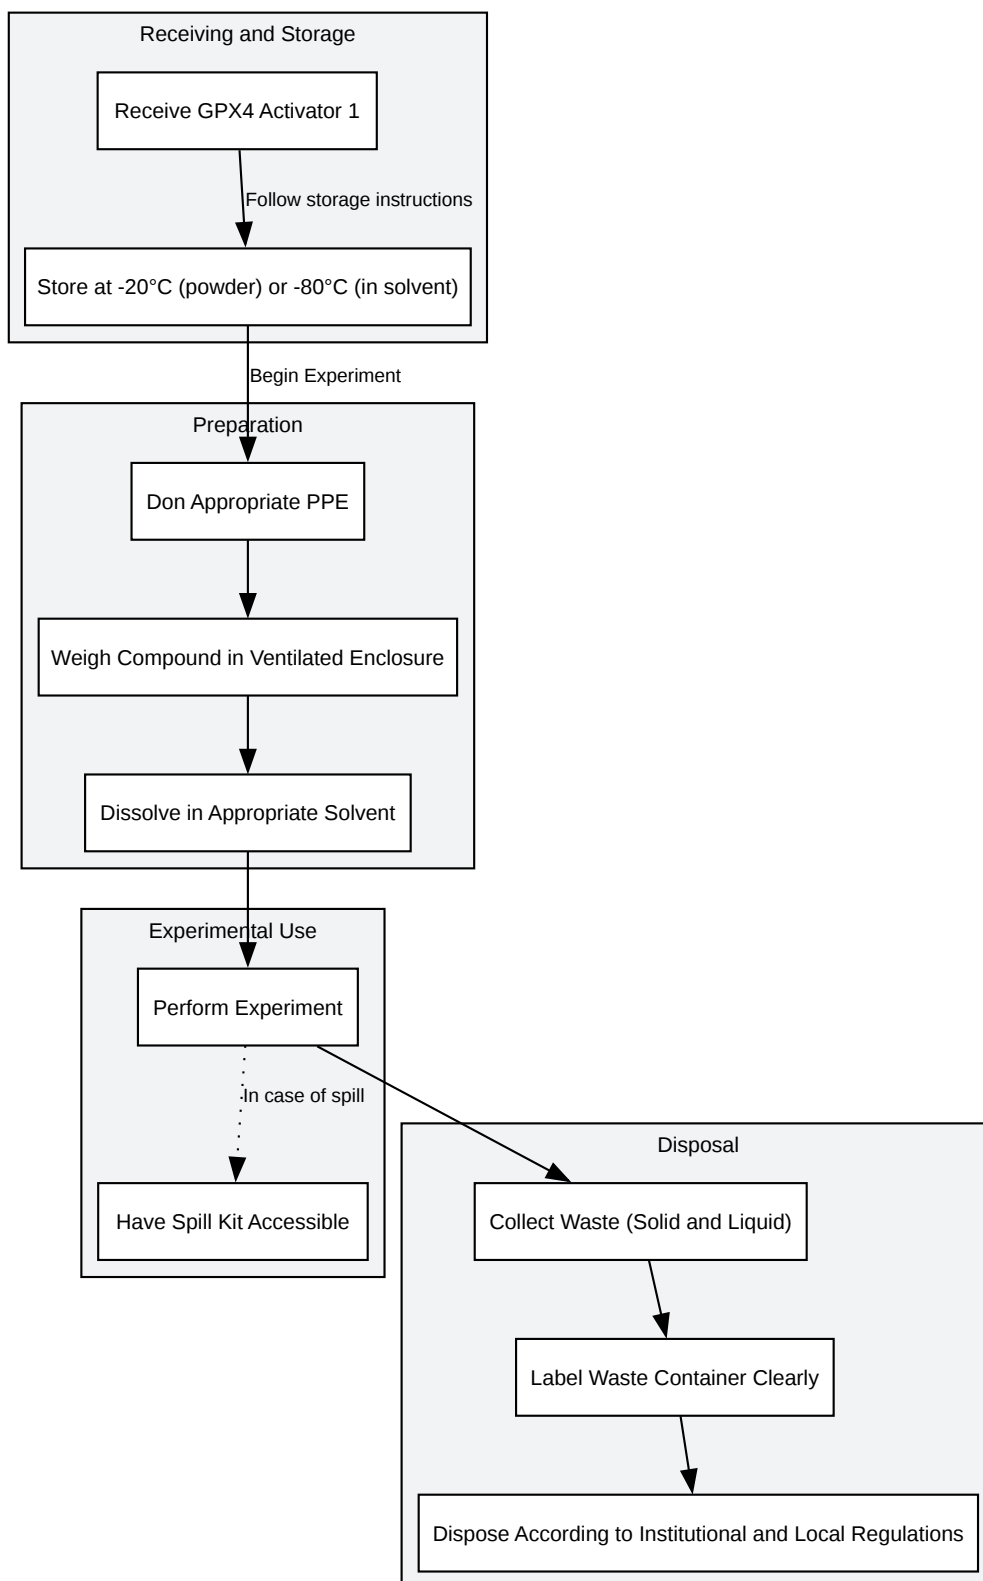 Receiving and Storage
Receive GPX4 Activator 1
Follow storage instructions
Store at -20°C (powder) or -80°C (in solvent)
Begin Experiment
Preparation
Don Appropriate PPE
Weigh Compound in Ventilated Enclosure
Dissolve in Appropriate Solvent
Experimental Use
Perform Experiment
In case of spill
Have Spill Kit Accessible
Disposal
Collect Waste (Solid and Liquid)
Label Waste Container Clearly
Dispose According to Institutional and Local Regulations